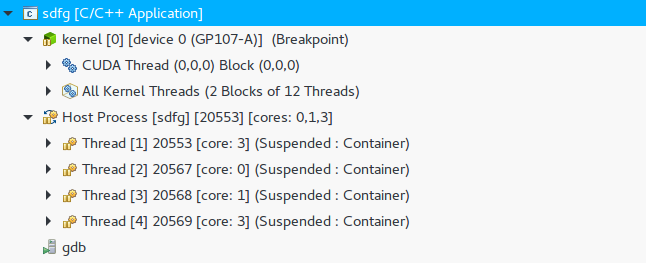 sdfg [C/C++ Application]
kernel [0] [device 0 (GP107-A)] (Breakpoint)
CUDA Thread (0,0,0) Block (0,0,0)
All Kernel Threads (2 Blocks of 12 Threads)
Host Process [sdfg] [20553] [cores: 0,1,3]
Thread [1] 20553 [core: 3] (Suspended : Container)
Thread [2] 20567 [core: 0] (Suspended : Container)
Thread [3] 20568 [core: 1] (Suspended : Container)
Thread [4] 20569 [core: 3] (Suspended : Container)
gdb